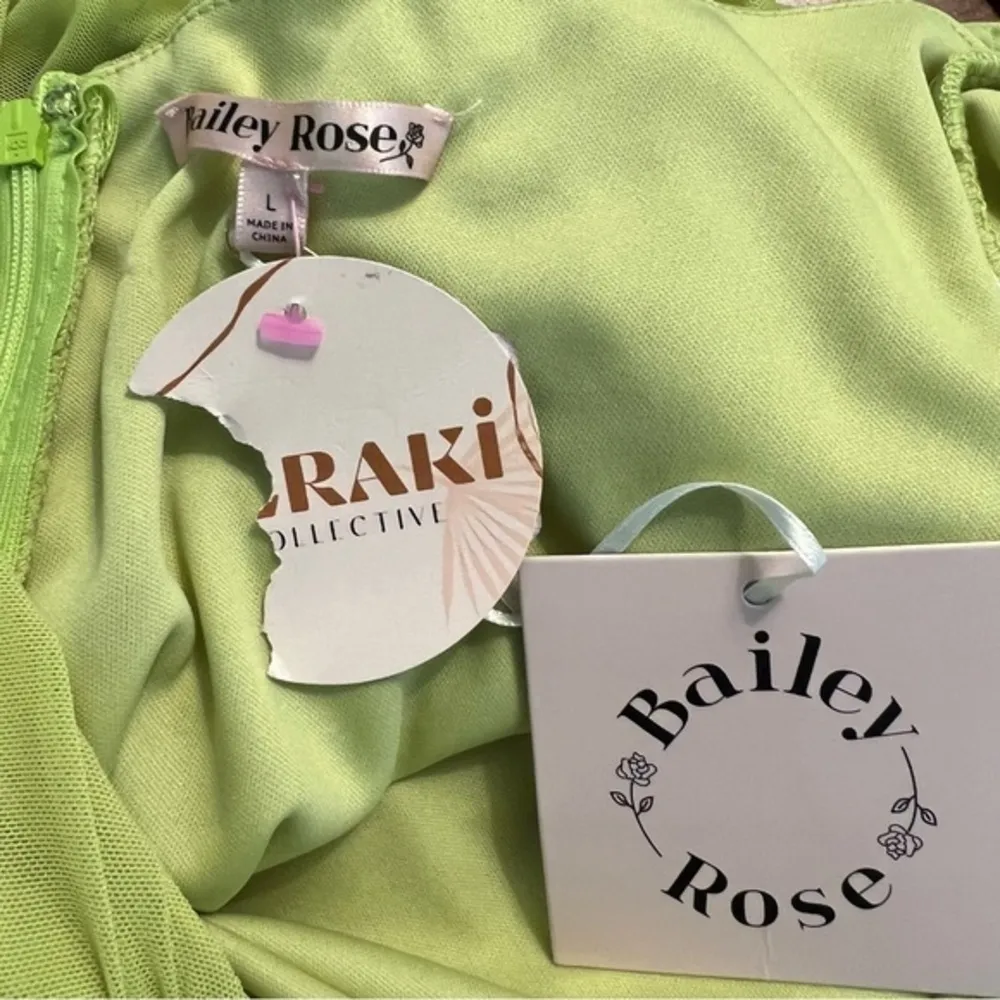 Bailey Rose
L
MADE IN
CHINA
ERAKi
OLLECTIVE
Bailey
Rose